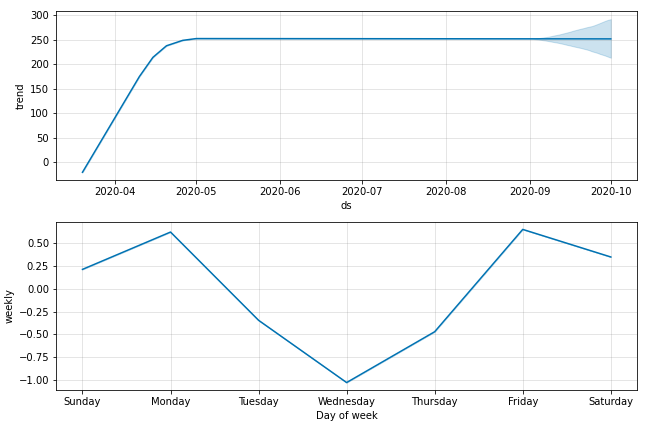 300
250
200
150
100
50
0
trend
2020-04 2020-05 2020-06 2020-07 2020-08 2020-09 2020-10
ds
0.50
0.25
0.00
−0.25
−0.50
−0.75
−1.00
weekly
Sunday Monday Tuesday Wednesday Thursday Friday Saturday
Day of week